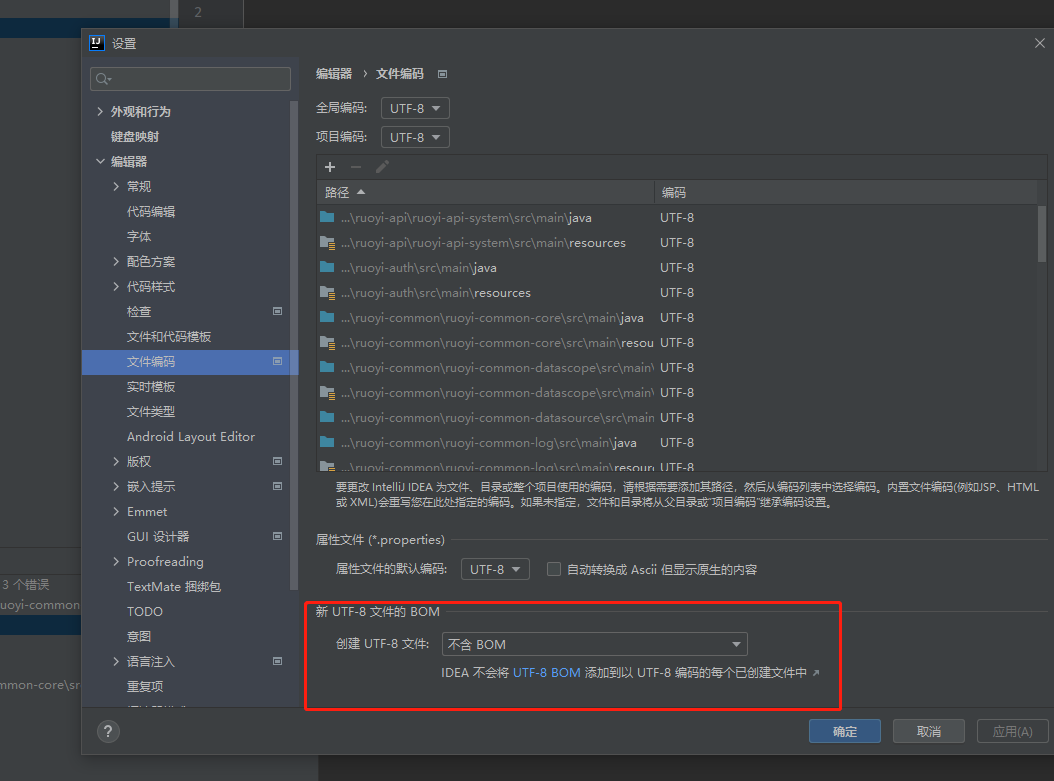 2
设置
编辑器 › 文件编码
全局编码: UTF-8
项目编码: UTF-8
外观和行为
键盘映射
编辑器
常规
代码编辑
字体
配色方案
代码样式
检查
文件和代码模板
文件编码
实时模板
文件类型
Android Layout Editor
版权
嵌入提示
Emmet
GUI 设计器
Proofreading
TextMate 捆绑包
TODO
意图
语言注入
重复项
路径 编码
...\ruoyi-api\ruoyi-api-system\src\main\java UTF-8
...\ruoyi-api\ruoyi-api-system\src\main\resources UTF-8
...\ruoyi-auth\src\main\java UTF-8
...\ruoyi-auth\src\main\resources UTF-8
...\ruoyi-common\ruoyi-common-core\src\main\java UTF-8
...\ruoyi-common\ruoyi-common-core\src\main\resou UTF-8
...\ruoyi-common\ruoyi-common-datascope\src\main\ UTF-8
...\ruoyi-common\ruoyi-common-datascope\src\main\ UTF-8
...\ruoyi-common\ruoyi-common-datasource\src\main UTF-8
...\ruoyi-common\ruoyi-common-log\src\main\java UTF-8
...\ruoyi-common\ruoyi-common-log\src\main\resour UTF-8
要更改 IntelliJ IDEA 为文件、目录或整个项目使用的编码，请根据需要添加其路径，然后从编码列表中选择编码。内置文件编码(例如JSP、HTML
或 XML)会重写您在此处指定的编码。如果未指定，文件和目录将从父目录或"项目编码"继承编码设置。
属性文件 (*.properties)
属性文件的默认编码: UTF-8 自动转换成 Ascii 但显示原生的内容
新 UTF-8 文件的 BOM
创建 UTF-8 文件: 不含 BOM
IDEA 不会将 UTF-8 BOM 添加到以 UTF-8 编码的每个已创建文件中 ↗
3 个错误
uoyi-common
mmon-core\sr
?
确定 取消 应用(A)